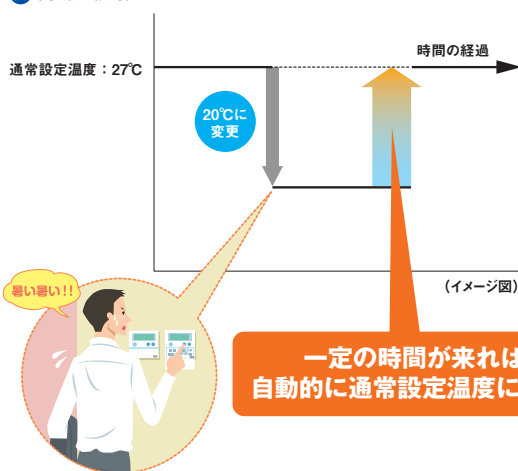 時間の経過
通常設定温度：27℃
20℃に
変更
暑い暑い!!
（イメージ図）
一定の時間が来れば
自動的に通常設定温度に